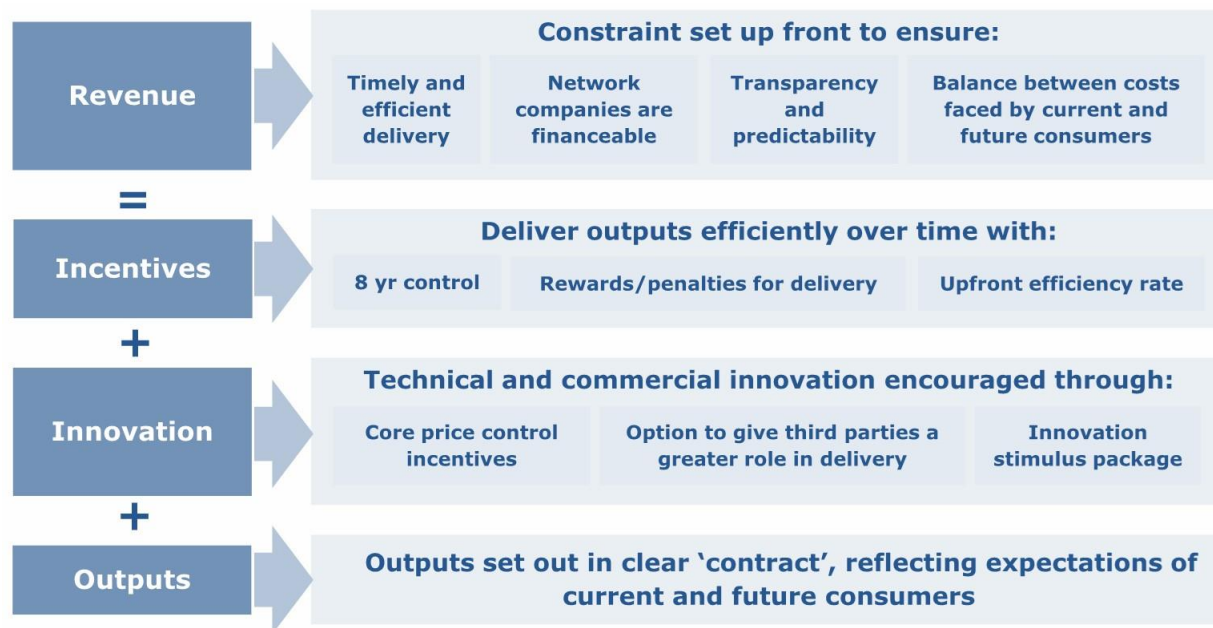 Revenue
Constraint set up front to ensure:
Timely and
efficient
delivery
Network
companies are
financeable
Transparency
and
predictability
Balance between costs
faced by current and
future consumers
=
Incentives
Deliver outputs efficiently over time with:
8 yr control
Rewards/penalties for delivery
Upfront efficiency rate
+
Innovation
Technical and commercial innovation encouraged through:
Core price control
incentives
Option to give third parties a
greater role in delivery
Innovation
stimulus package
+
Outputs
Outputs set out in clear ‘contract’, reflecting expectations of
current and future consumers